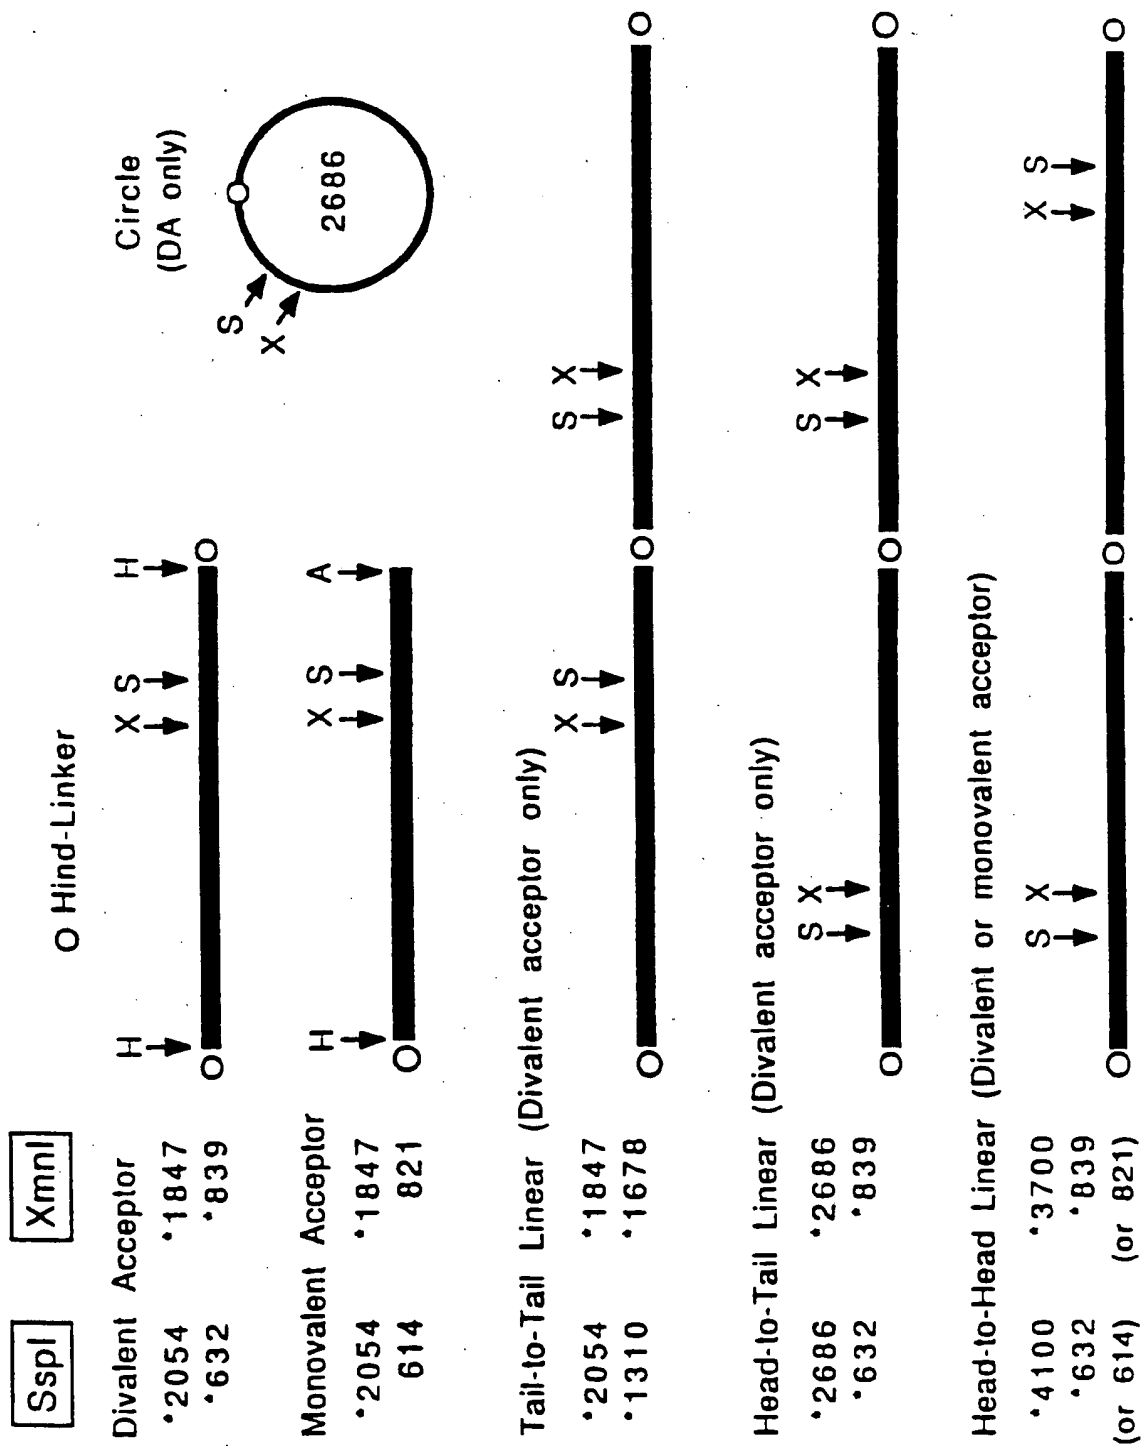 SspI XmnI
O Hind-Linker
Divalent Acceptor
*2054 *1847
*632 *839
H X S H
Circle
(DA only)
S
X
2686
Monovalent Acceptor
*2054 *1847
614 821
H X S A
Tail-to-Tail Linear (Divalent acceptor only)
*2054 *1847
*1310 *1678
X S S X
Head-to-Tail Linear (Divalent acceptor only)
*2686 *2686
*632 *839
S X S X
Head-to-Head Linear (Divalent or monovalent acceptor)
*4100 *3700
*632 *839
(or 614) (or 821)
S X X S